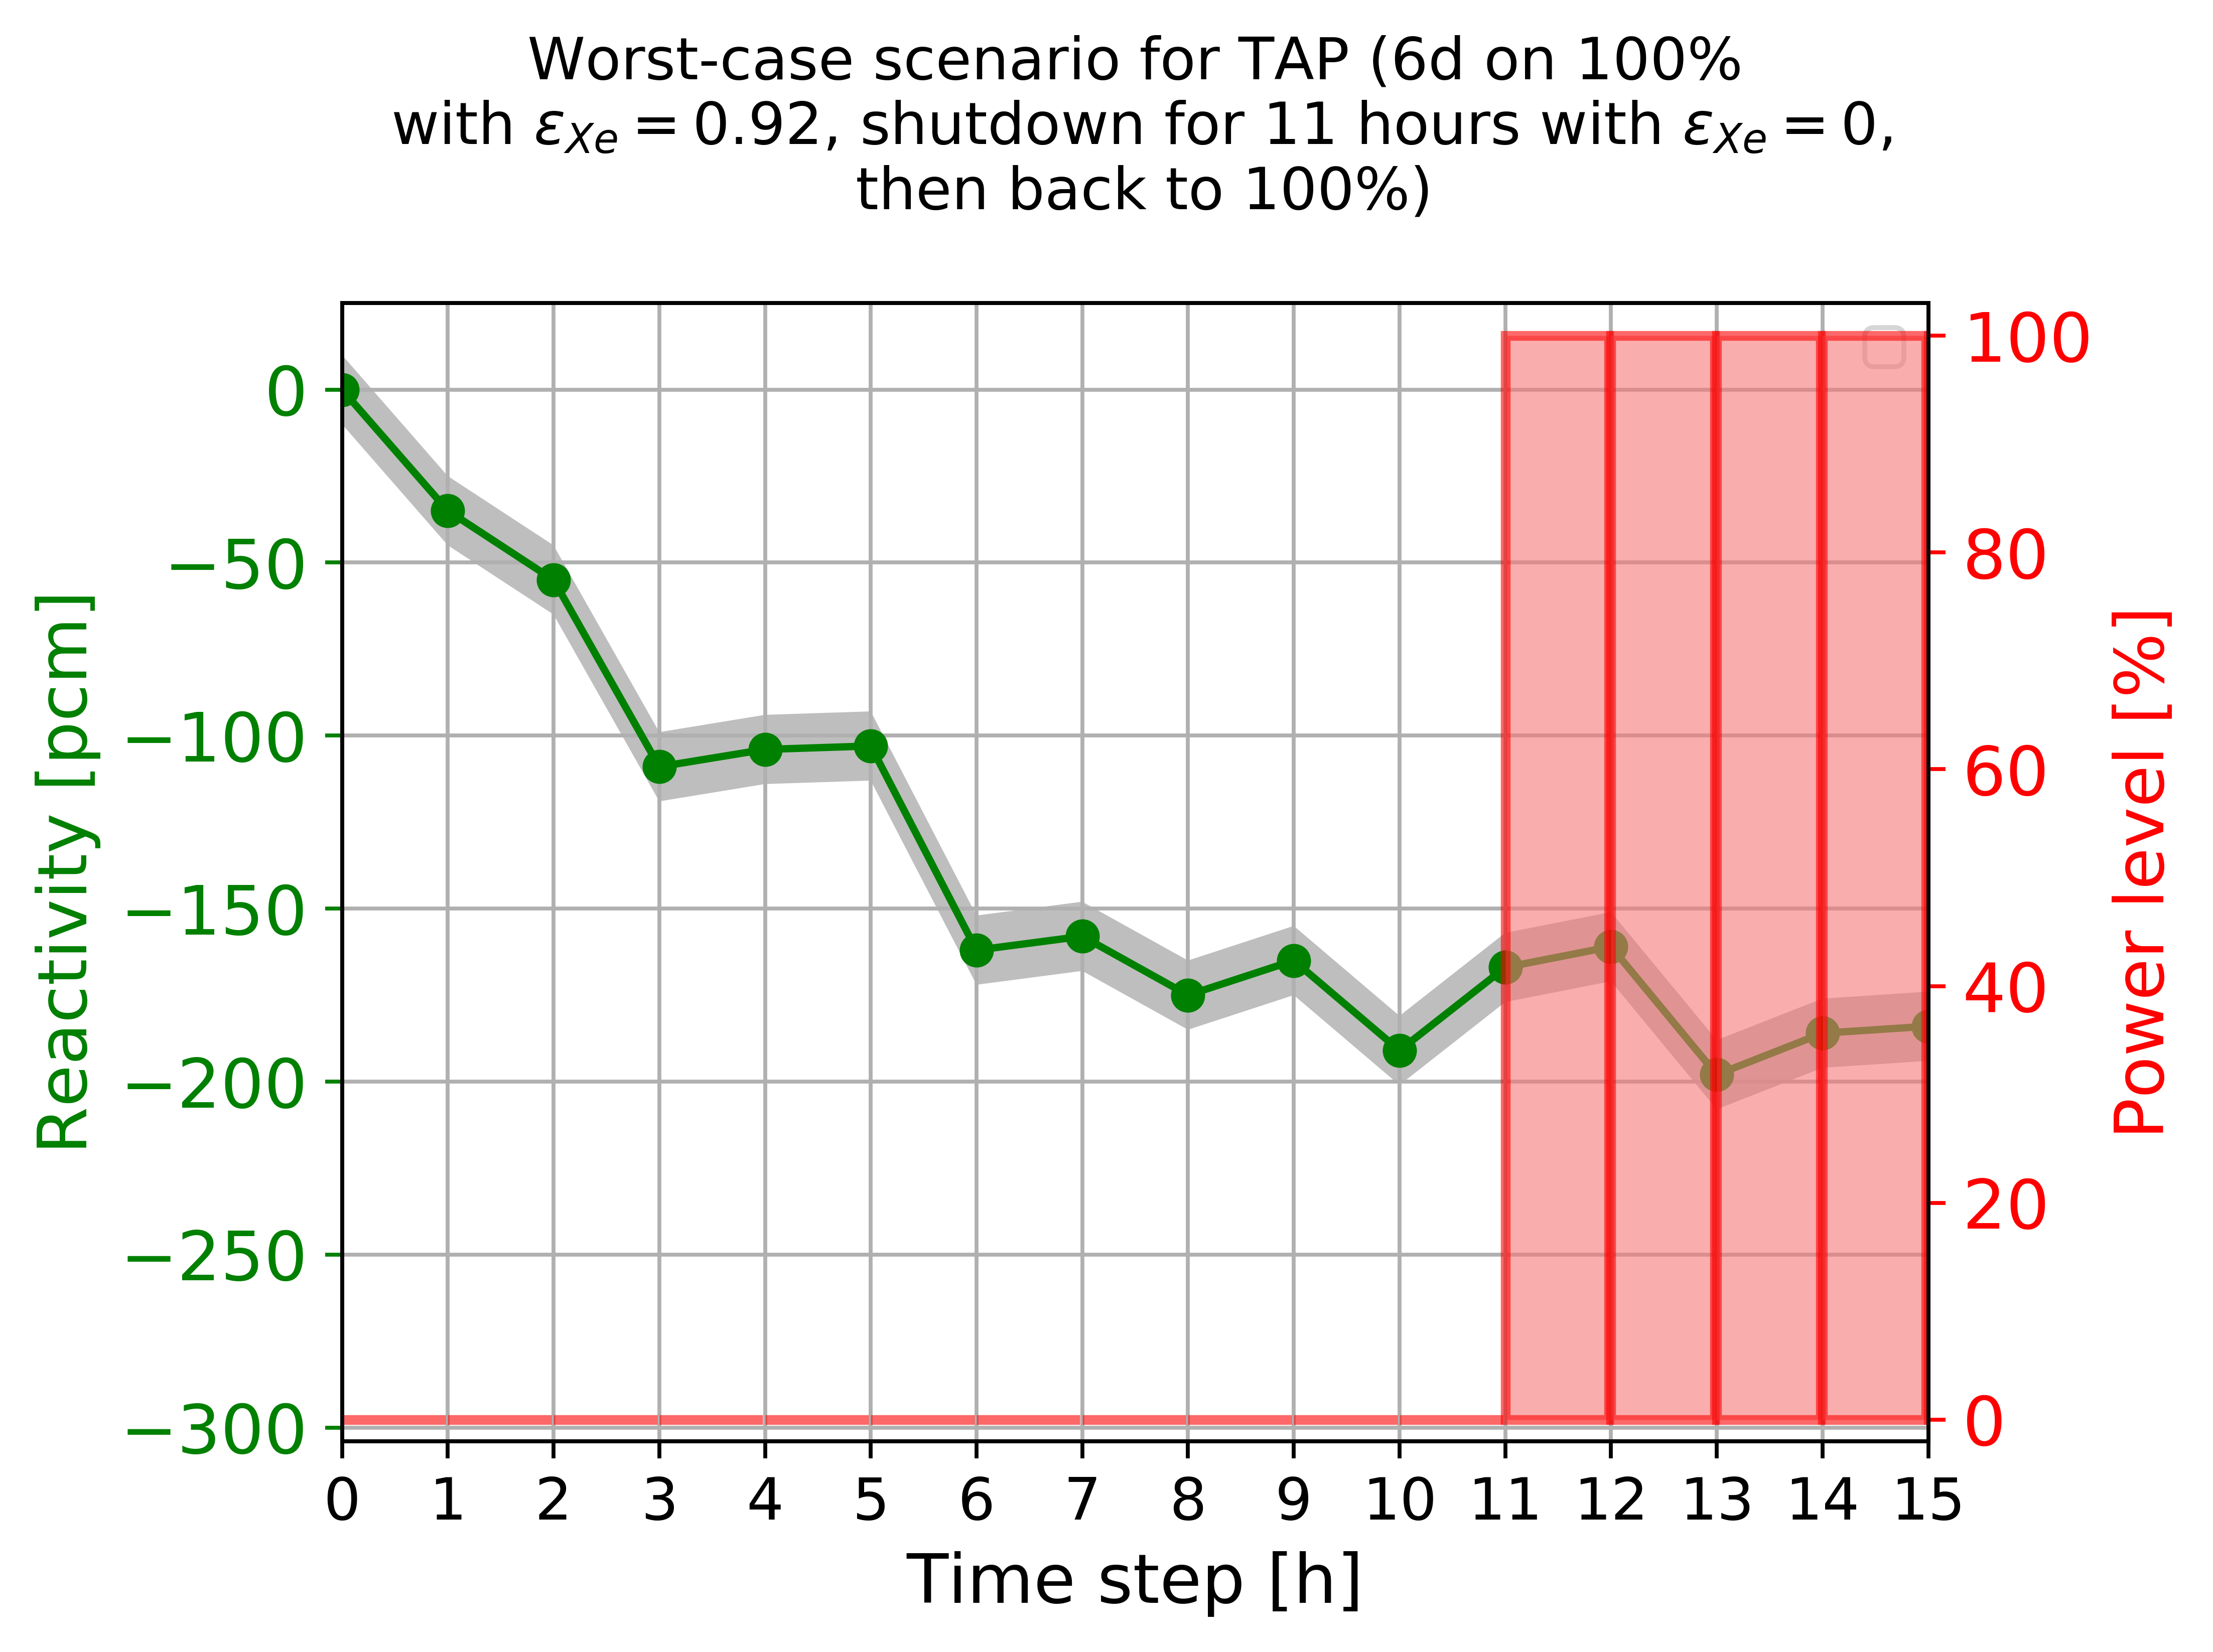 Worst-case scenario for TAP (6d on 100%
with εXe = 0.92, shutdown for 11 hours with εXe = 0,
then back to 100%)
0
−50
−100
−150
−200
−250
−300
Reactivity [pcm]
100
80
60
40
20
0
Power level [%]
0 1 2 3 4 5 6 7 8 9 10 11 12 13 14 15
Time step [h]